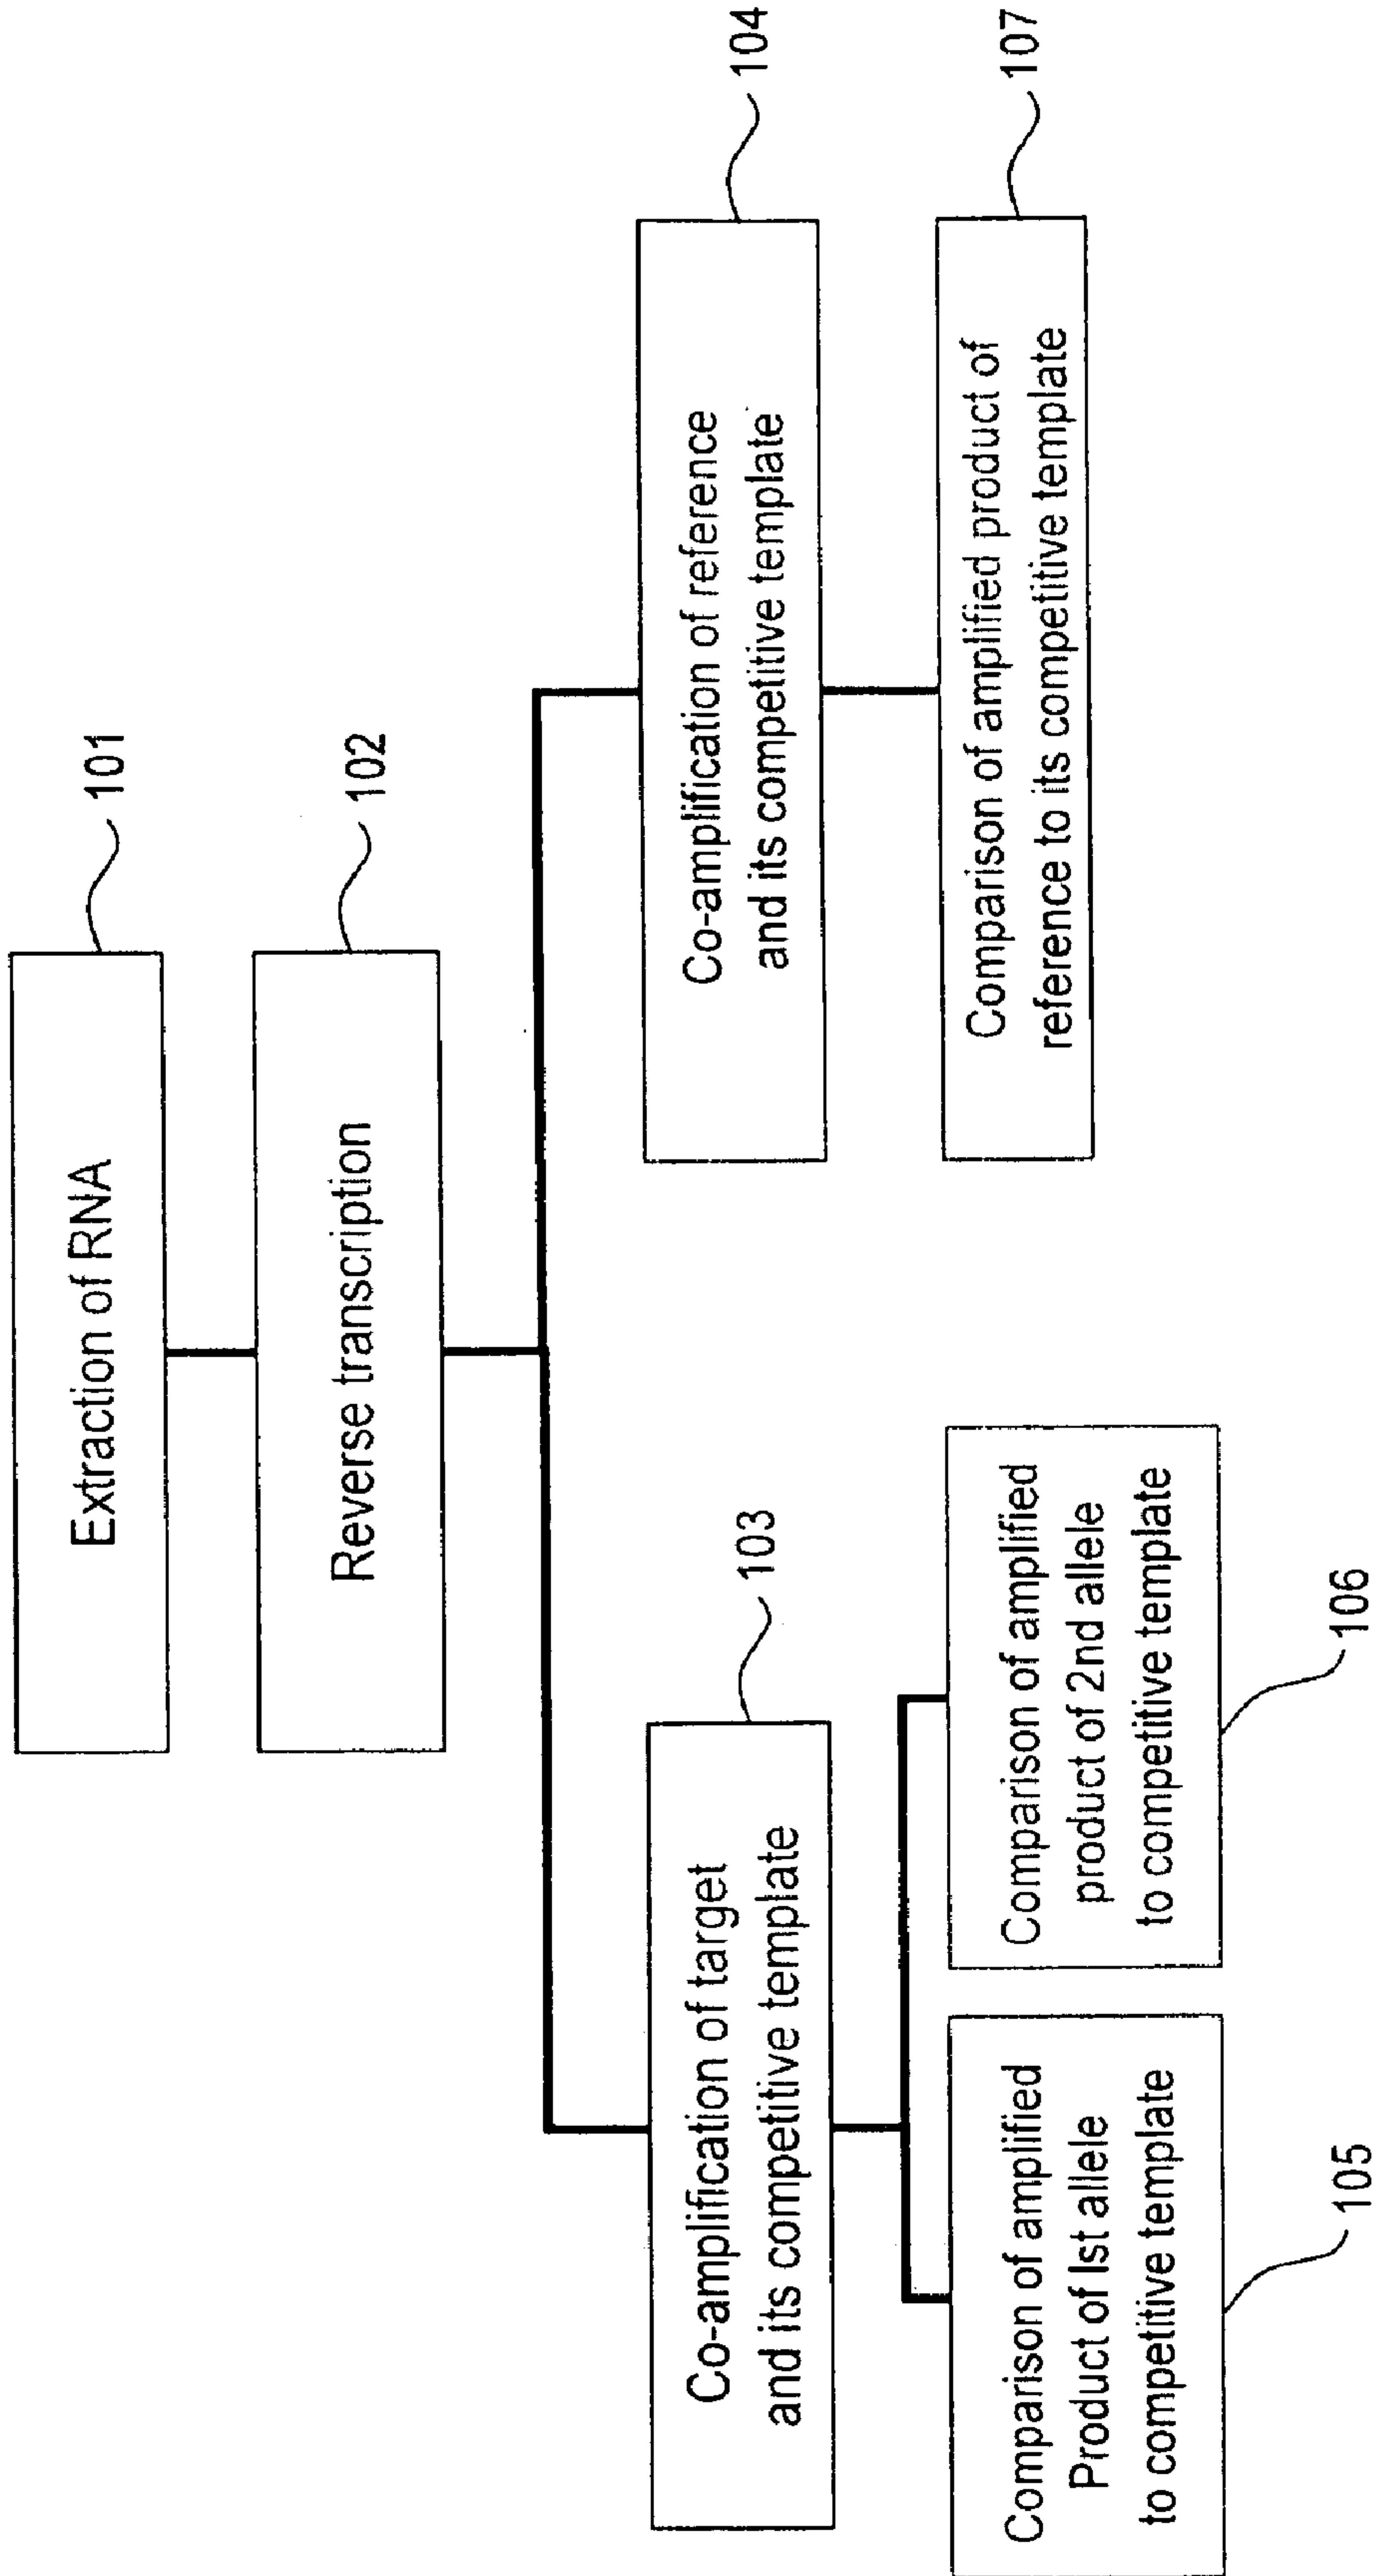 Extraction of RNA
101
Reverse transcription
102
Co-amplification of target
and its competitive template
103
Co-amplification of reference
and its competitive template
104
Comparison of amplified
Product of Ist allele
to competitive template
105
Comparison of amplified
product of 2nd allele
to competitive template
106
Comparison of amplified product of
reference to its competitive template
107